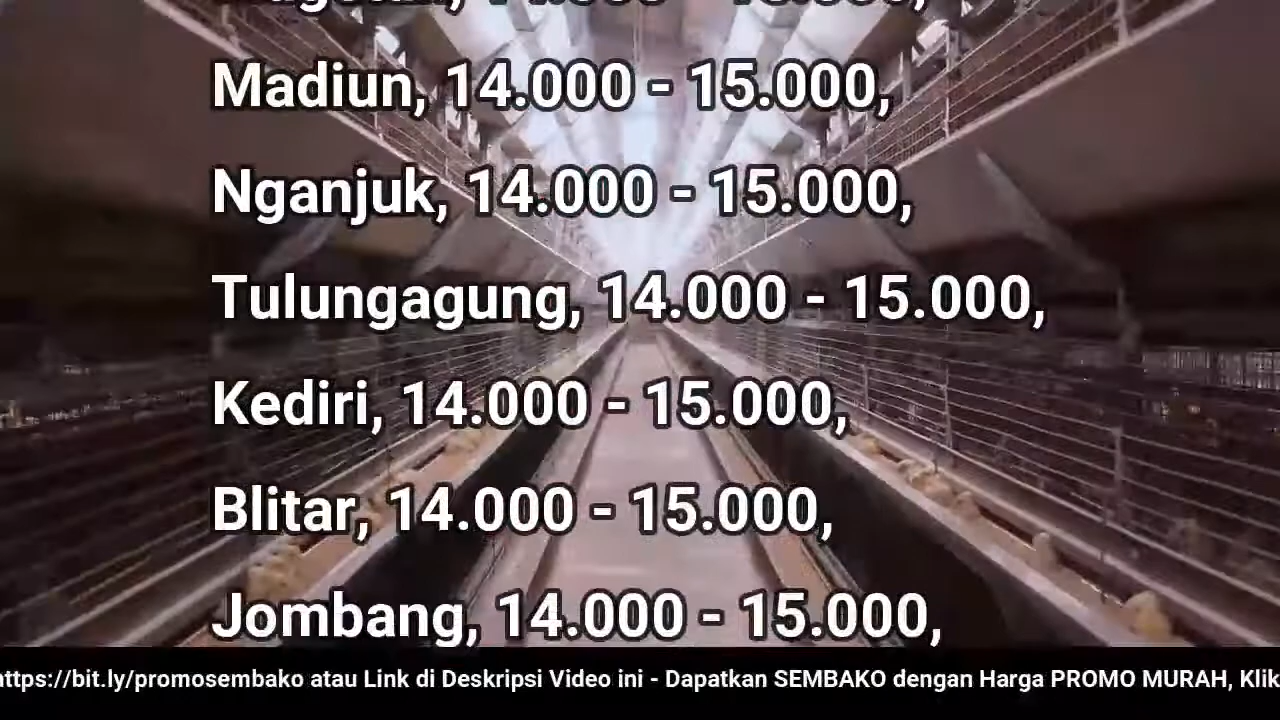 Madiun, 14.000 - 15.000,
Nganjuk, 14.000 - 15.000,
Tulungagung, 14.000 - 15.000,
Kediri, 14.000 - 15.000,
Blitar, 14.000 - 15.000,
Jombang, 14.000 - 15.000,
https://bit.ly/promosembako atau Link di Deskripsi Video ini - Dapatkan SEMBAKO dengan Harga PROMO MURAH, Klik